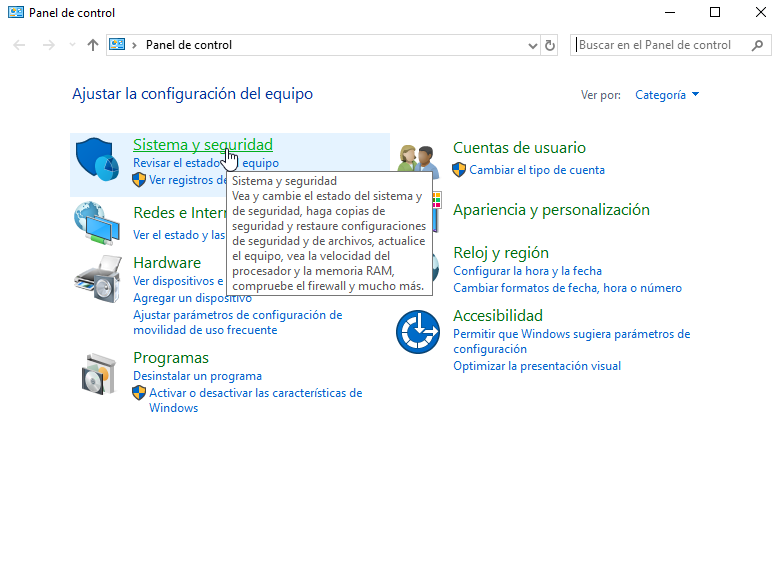 Panel de control
Panel de control
Buscar en el Panel de control
Ajustar la configuración del equipo
Ver por:
Categoría
Sistema y seguridad
Revisar el estado
equipo
Ver registros de
Sistema y seguridad
Vea y cambie el estado del sistema y
de seguridad, haga copias de
seguridad y restaure configuraciones
de seguridad y de archivos, actualice
el equipo, vea la velocidad del
procesador y la memoria RAM,
compruebe el firewall y mucho más.
Redes e
Ver el estado y las
Hardware
Ver dispositivos e
Agregar un dispositivo
Ajustar parámetros de configuración de
movilidad de uso frecuente
Programas
Desinstalar un programa
Activar o desactivar las características de
Windows
Cuentas de usuario
Cambiar el tipo de cuenta
Apariencia y personalización
Reloj y región
Configurar la hora y la fecha
Cambiar formatos de fecha, hora o número
Accesibilidad
Permitir que Windows sugiera parámetros de
configuración
Optimizar la presentación visual